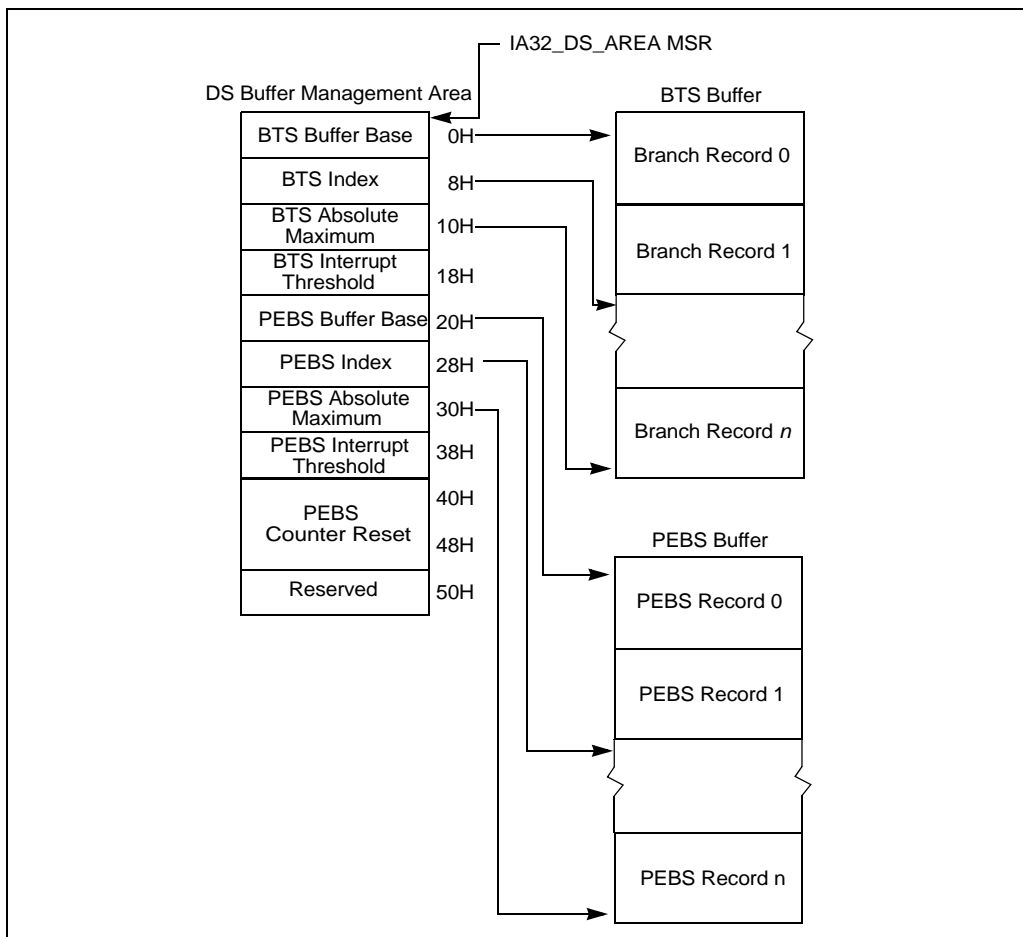 IA32_DS_AREA MSR
DS Buffer Management Area
BTS Buffer Base 0H
BTS Index 8H
BTS Absolute
Maximum 10H
BTS Interrupt
Threshold 18H
PEBS Buffer Base 20H
PEBS Index 28H
PEBS Absolute
Maximum 30H
PEBS Interrupt
Threshold 38H
40H
PEBS
Counter Reset
48H
Reserved 50H
BTS Buffer
Branch Record 0
Branch Record 1
Branch Record n
PEBS Buffer
PEBS Record 0
PEBS Record 1
PEBS Record n